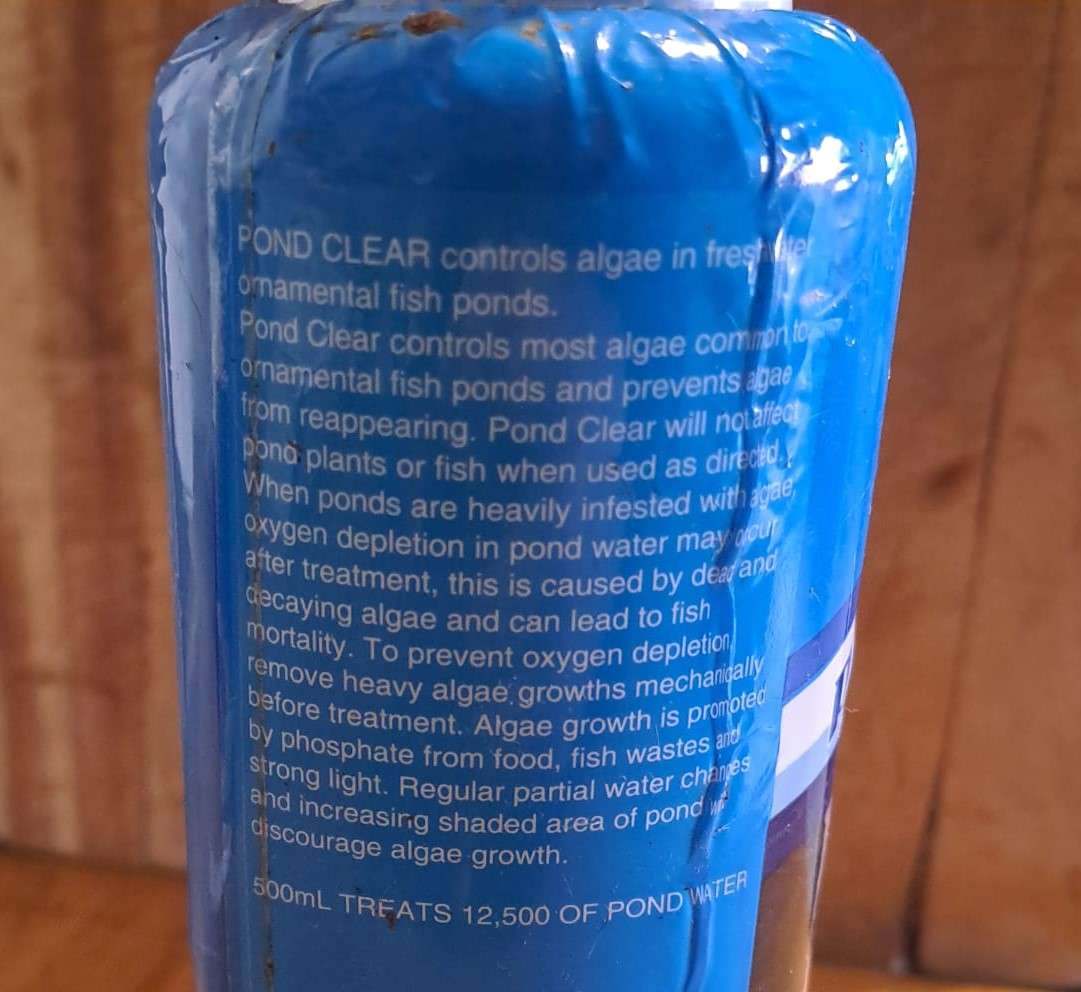 POND CLEAR controls algae in freshwater
ornamental fish ponds.
Pond Clear controls most algae common to
ornamental fish ponds and prevents algae
from reappearing. Pond Clear will not affect
pond plants or fish when used as directed.
When ponds are heavily infested with algae,
oxygen depletion in pond water may occur
after treatment, this is caused by dead and
decaying algae and can lead to fish
mortality. To prevent oxygen depletion,
remove heavy algae growths mechanically
before treatment. Algae growth is promoted
by phosphate from food, fish wastes and
strong light. Regular partial water changes
and increasing shaded area of pond will
discourage algae growth.
500mL TREATS 12,500 OF POND WATER